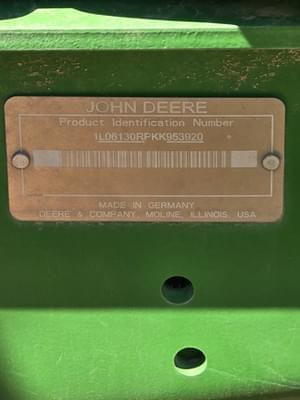 JOHN DEERE
Product Identification Number
1L06130RPKK953920
MADE IN GERMANY
DEERE & COMPANY, MOLINE, ILLINOIS, USA